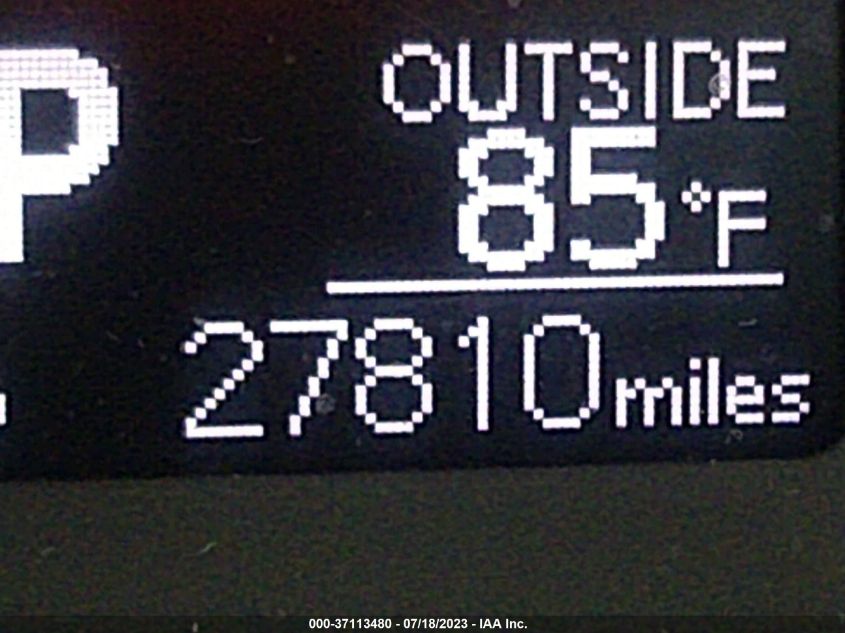 P
OUTSIDE
85°F
27810 miles
000-37113480 - 07/18/2023 - IAA Inc.